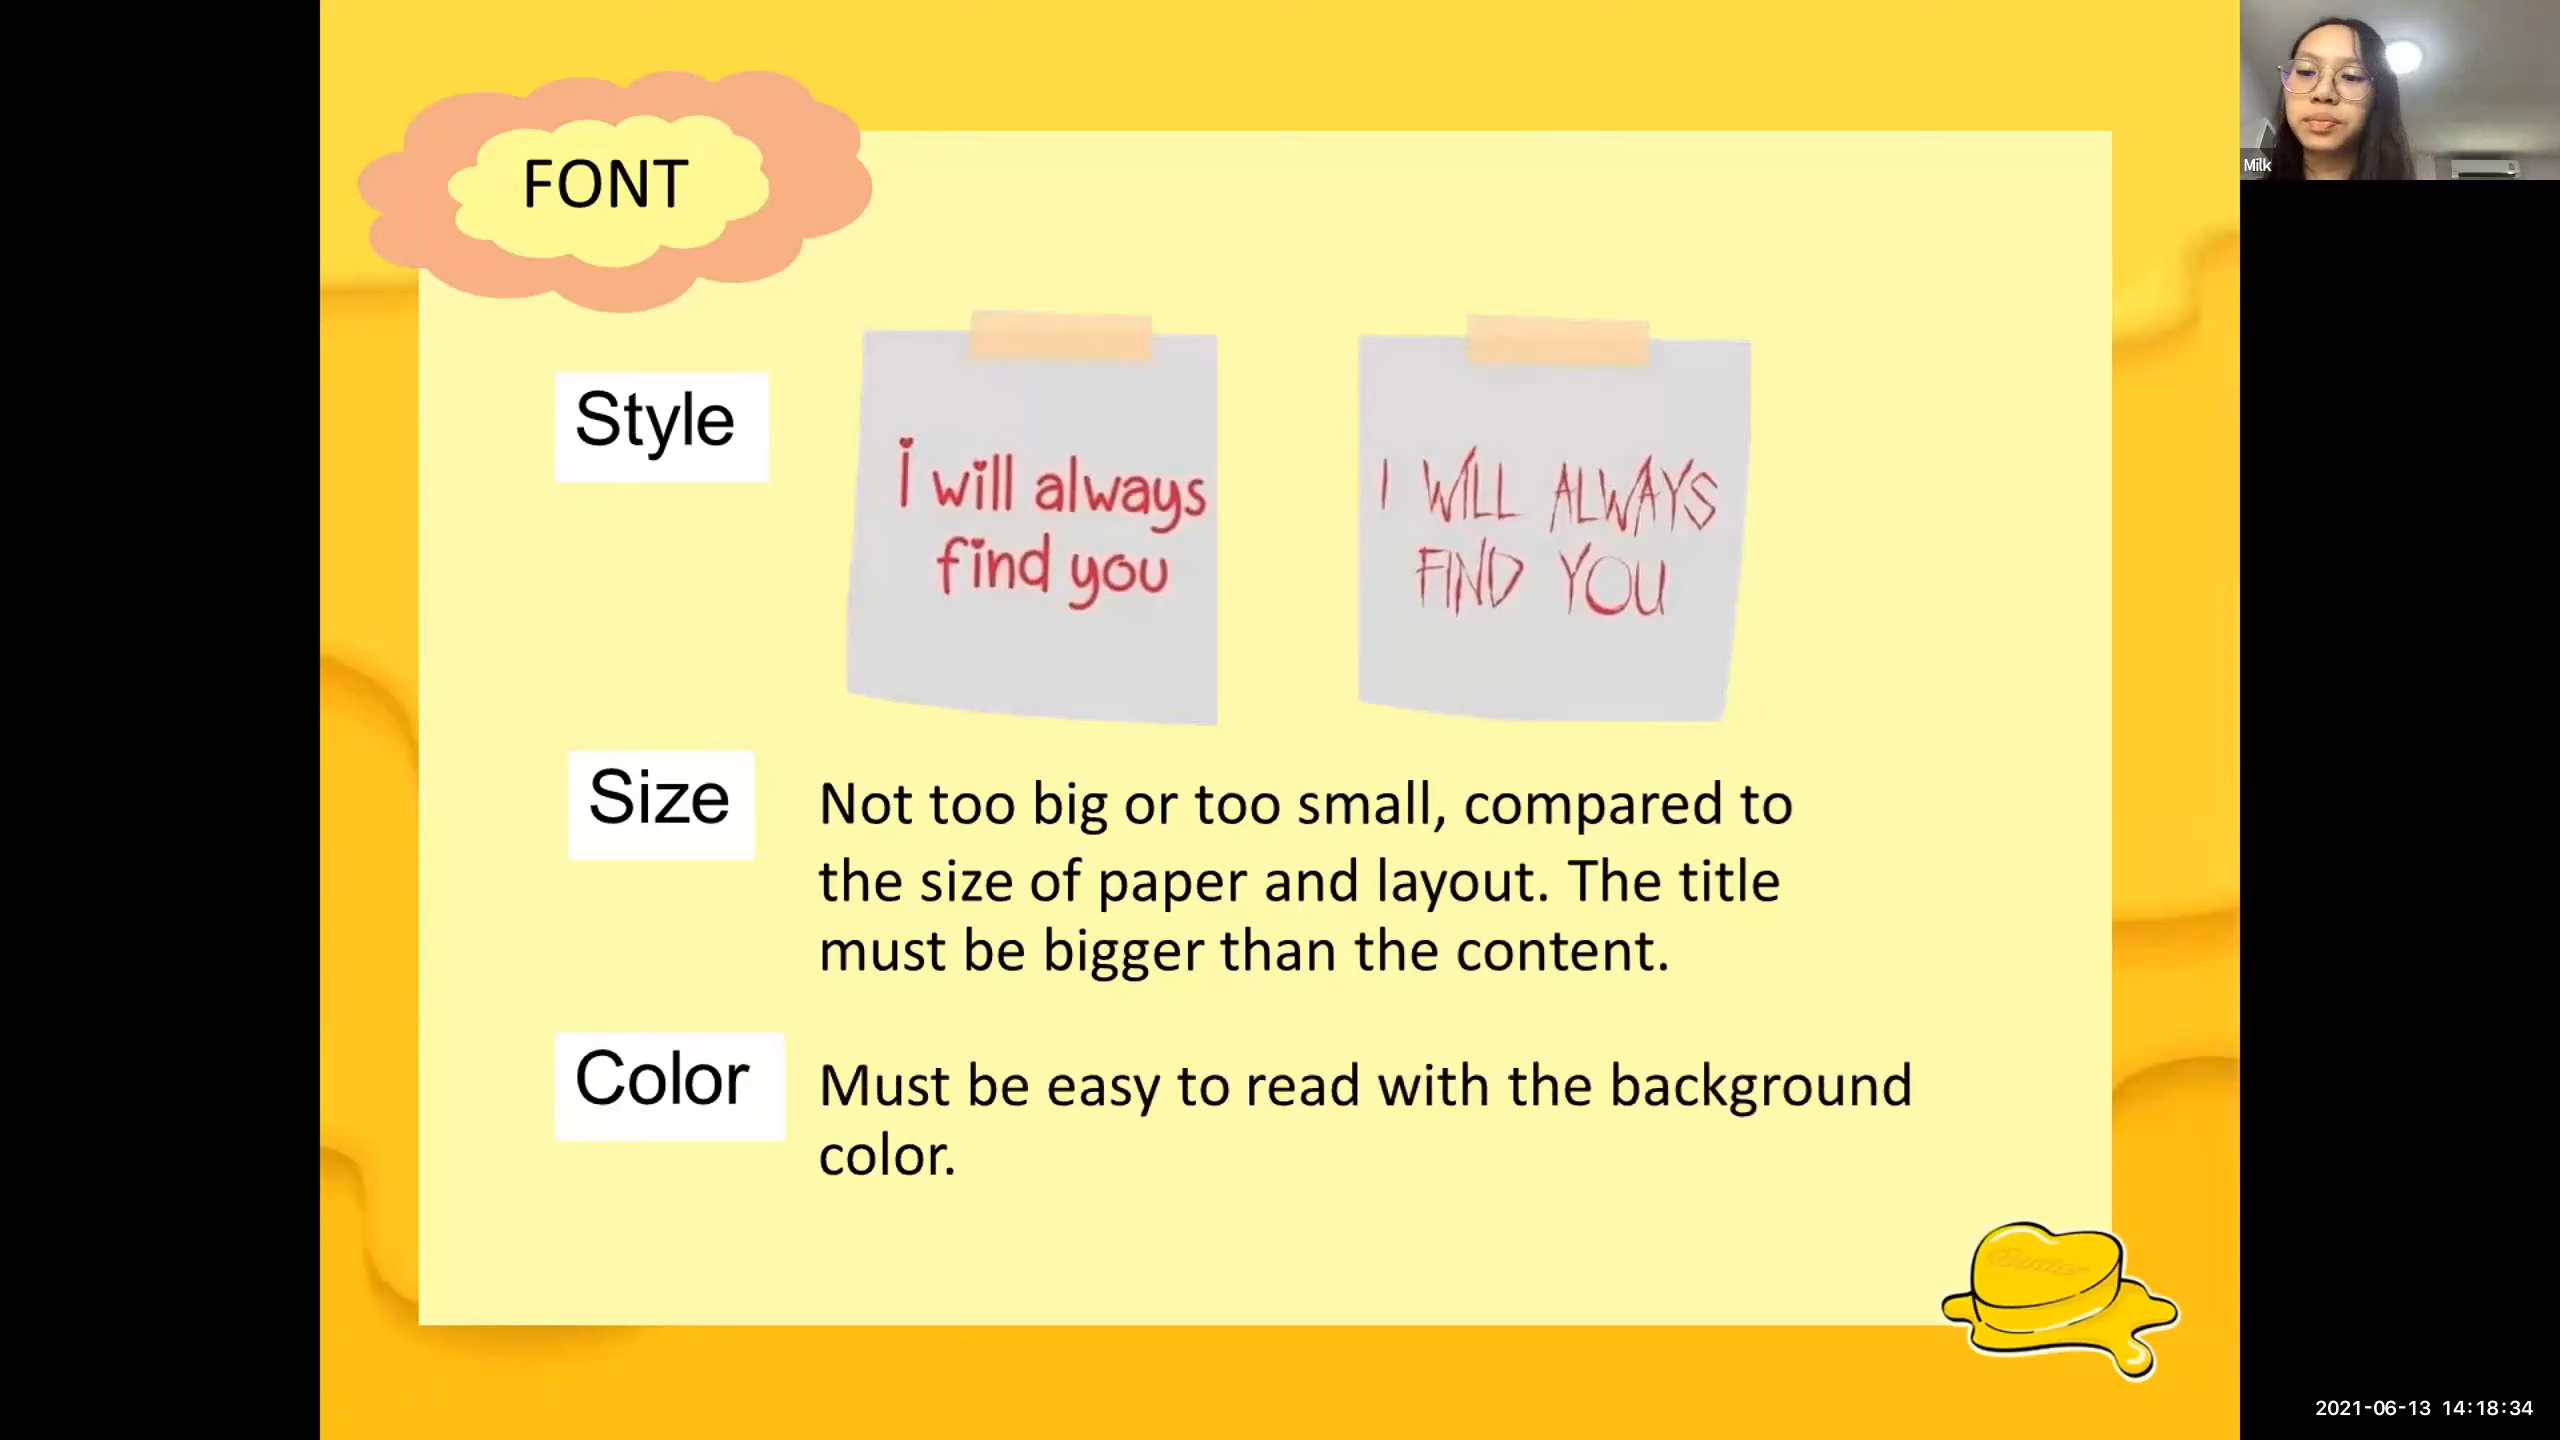 FONT
Style
i will always
find you
I WILL ALWAYS
FIND YOU
Size
Not too big or too small, compared to
the size of paper and layout. The title
must be bigger than the content.
Color
Must be easy to read with the background
color.
Butter
Milk
2021-06-13 14:18:34